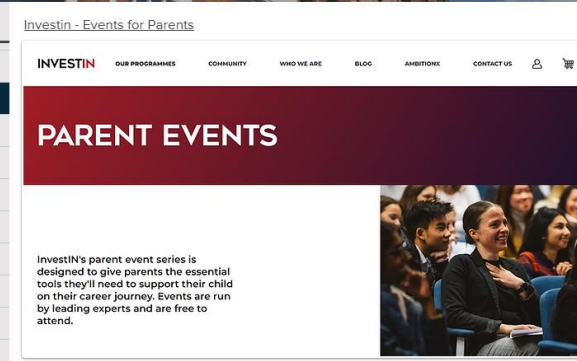 Investin - Events for Parents
INVESTIN
OUR PROGRAMMES
COMMUNITY
WHO WE ARE
BLOG
AMBITIONX
CONTACT US
PARENT EVENTS
InvestIN's parent event series is
designed to give parents the essential
tools they'll need to support their child
on their career journey. Events are run
by leading experts and are free to
attend.